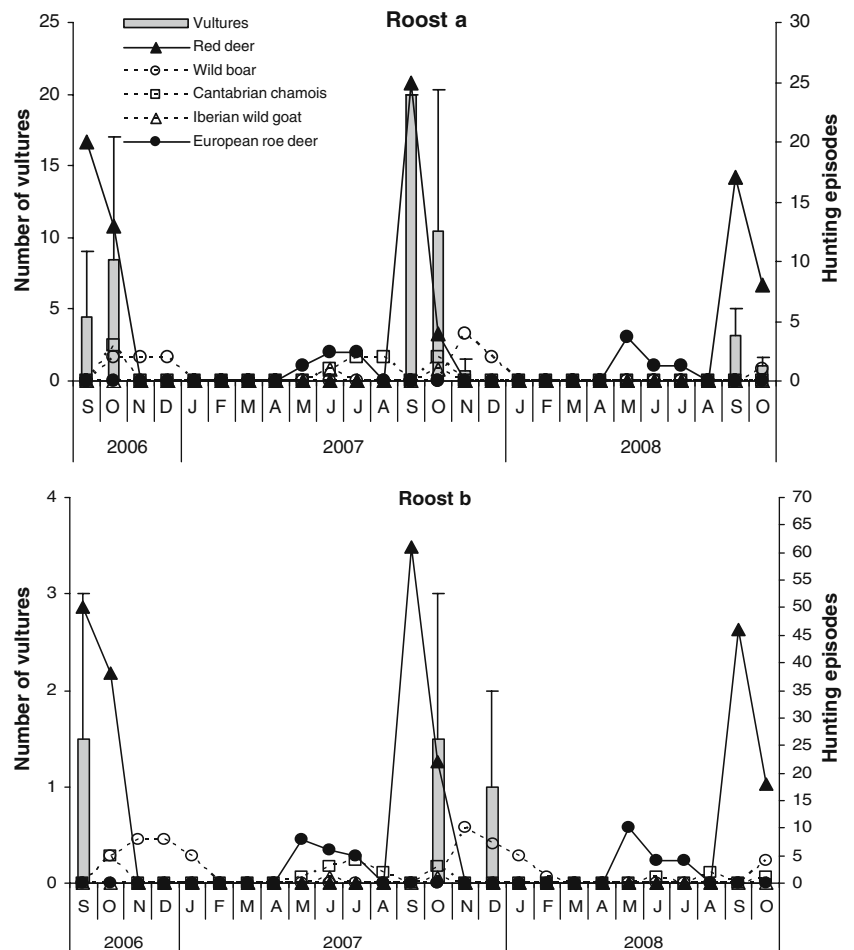 Roost a
Vultures
Red deer
Wild boar
Cantabrian chamois
Iberian wild goat
European roe deer
Number of vultures
25
20
15
10
5
0
Hunting episodes
30
25
20
15
10
5
0
S O N D J F M A M J J A S O N D J F M A M J J A S O
2006 2007 2008
Roost b
Number of vultures
4
3
2
1
0
Hunting episodes
70
65
60
55
50
45
40
35
30
25
20
15
10
5
0
S O N D J F M A M J J A S O N D J F M A M J J A S O
2006 2007 2008